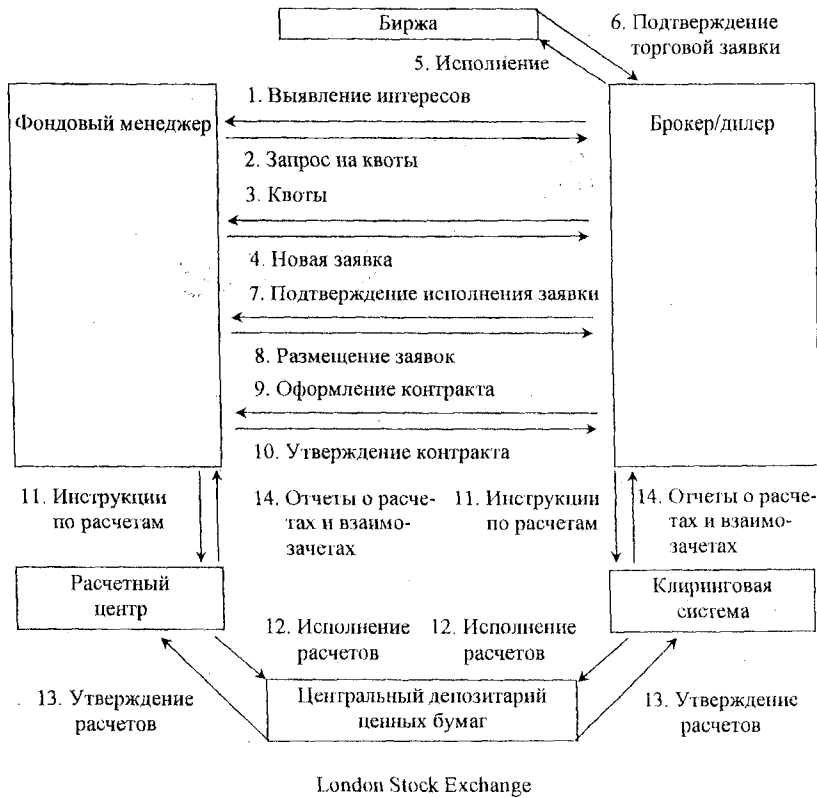 Биржа
6. Подтверждение
торговой заявки
5. Исполнение
1. Выявление интересов
Фондовый менеджер
Брокер/дилер
2. Запрос на квоты
3. Квоты
4. Новая заявка
7. Подтверждение исполнения заявки
8. Размещение заявок
9. Оформление контракта
10. Утверждение контракта
11. Инструкции
по расчетам
14. Отчеты о расче-
тах и взаимо-
зачетах
11. Инструкции
по расчетам
14. Отчеты о расче-
тах и взаимо-
зачетах
Расчетный
центр
Клиринговая
система
12. Исполнение
расчетов
12. Исполнение
расчетов
13. Утверждение
расчетов
Центральный депозитарий
ценных бумаг
13. Утверждение
расчетов
London Stock Exchange